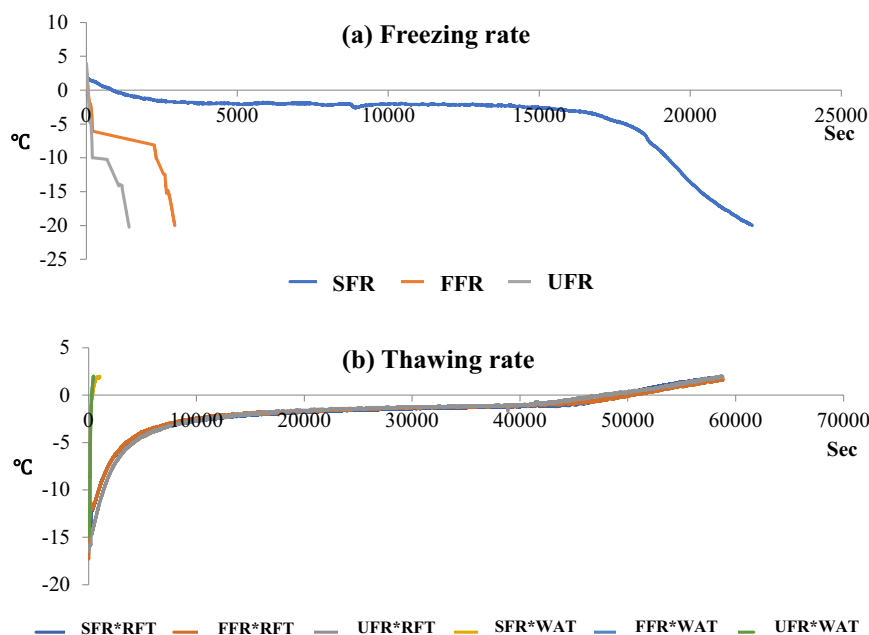 (a) Freezing rate
10
5
0
-5
-10
-15
-20
-25
℃
0 5000 10000 15000 20000 25000
Sec
SFR FFR UFR
(b) Thawing rate
5
0
-5
-10
-15
-20
℃
0 10000 20000 30000 40000 50000 60000 70000
Sec
SFR*RFT FFR*RFT UFR*RFT SFR*WAT FFR*WAT UFR*WAT